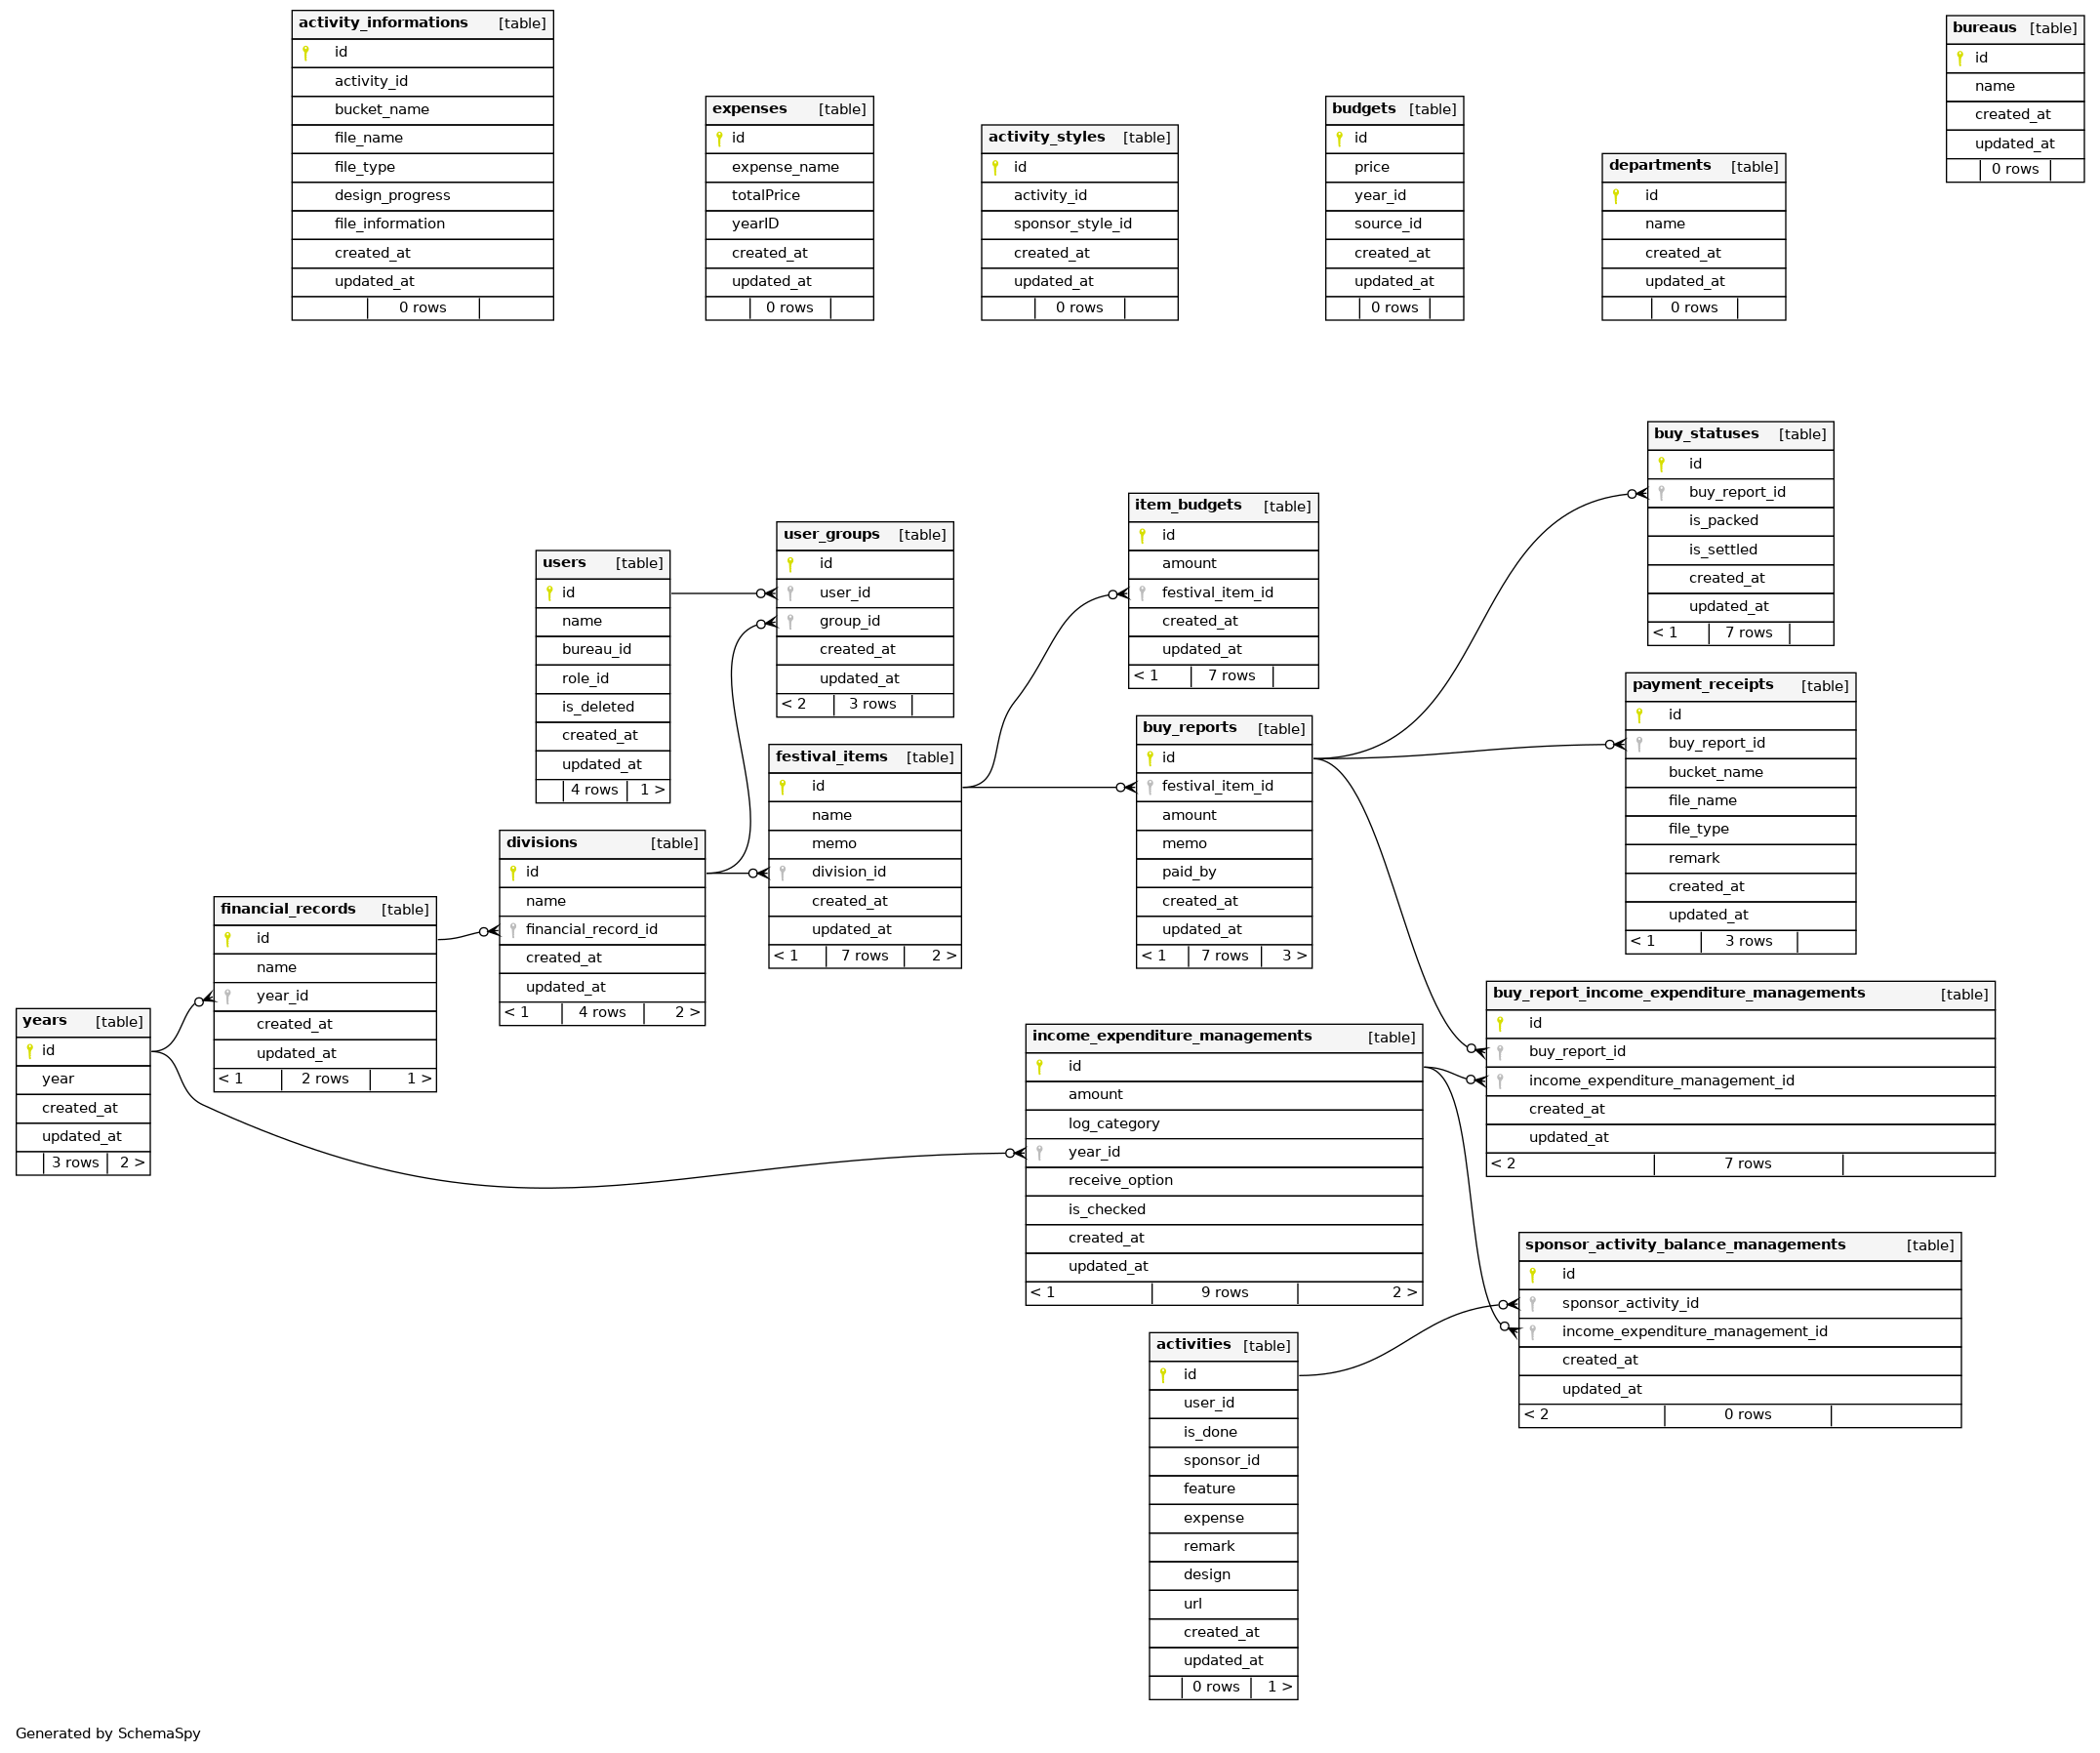 activity_informations [table]
id
activity_id
bucket_name
file_name
file_type
design_progress
file_information
created_at
updated_at
0 rows
expenses [table]
id
expense_name
totalPrice
yearID
created_at
updated_at
0 rows
activity_styles [table]
id
activity_id
sponsor_style_id
created_at
updated_at
0 rows
budgets [table]
id
price
year_id
source_id
created_at
updated_at
0 rows
departments [table]
id
name
created_at
updated_at
0 rows
bureaus [table]
id
name
created_at
updated_at
0 rows
buy_statuses [table]
id
buy_report_id
is_packed
is_settled
created_at
updated_at
< 1 7 rows
item_budgets [table]
id
amount
festival_item_id
created_at
updated_at
< 1 7 rows
user_groups [table]
id
user_id
group_id
created_at
updated_at
< 2 3 rows
users [table]
id
name
bureau_id
role_id
is_deleted
created_at
updated_at
4 rows 1 >
payment_receipts [table]
id
buy_report_id
bucket_name
file_name
file_type
remark
created_at
updated_at
< 1 3 rows
buy_reports [table]
id
festival_item_id
amount
memo
paid_by
created_at
updated_at
< 1 7 rows 3 >
festival_items [table]
id
name
memo
division_id
created_at
updated_at
< 1 7 rows 2 >
divisions [table]
id
name
financial_record_id
created_at
updated_at
< 1 4 rows 2 >
financial_records [table]
id
name
year_id
created_at
updated_at
< 1 2 rows 1 >
years [table]
id
year
created_at
updated_at
3 rows 2 >
buy_report_income_expenditure_managements [table]
id
buy_report_id
income_expenditure_management_id
created_at
updated_at
< 2 7 rows
income_expenditure_managements [table]
id
amount
log_category
year_id
receive_option
is_checked
created_at
updated_at
< 1 9 rows 2 >
sponsor_activity_balance_managements [table]
id
sponsor_activity_id
income_expenditure_management_id
created_at
updated_at
< 2 0 rows
activities [table]
id
user_id
is_done
sponsor_id
feature
expense
remark
design
url
created_at
updated_at
0 rows 1 >
Generated by SchemaSpy